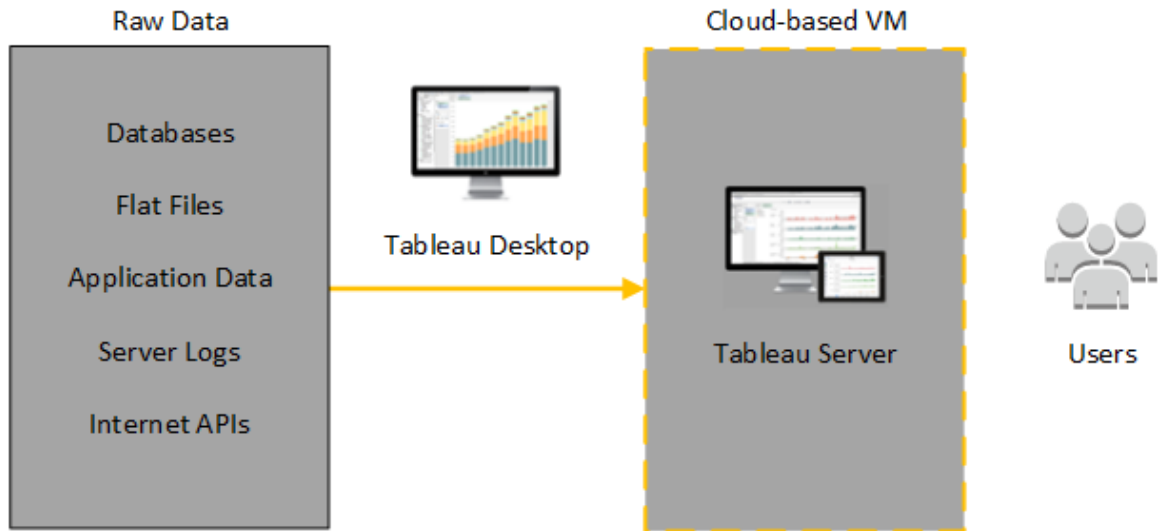 Raw Data
Cloud-based VM
Databases
Flat Files
Application Data
Server Logs
Internet APIs
Tableau Desktop
Tableau Server
Users